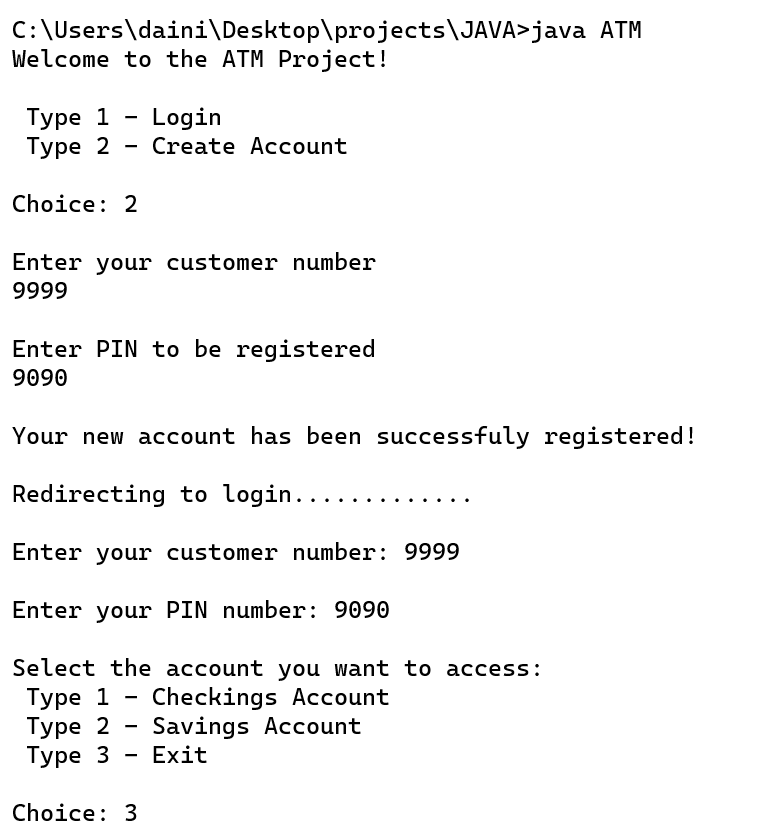 C:\Users\daini\Desktop\projects\JAVA>java ATM
Welcome to the ATM Project!
Type 1 - Login
Type 2 - Create Account
Choice: 2
Enter your customer number
9999
Enter PIN to be registered
9090
Your new account has been successfuly registered!
Redirecting to login.............
Enter your customer number: 9999
Enter your PIN number: 9090
Select the account you want to access:
Type 1 - Checkings Account
Type 2 - Savings Account
Type 3 - Exit
Choice: 3